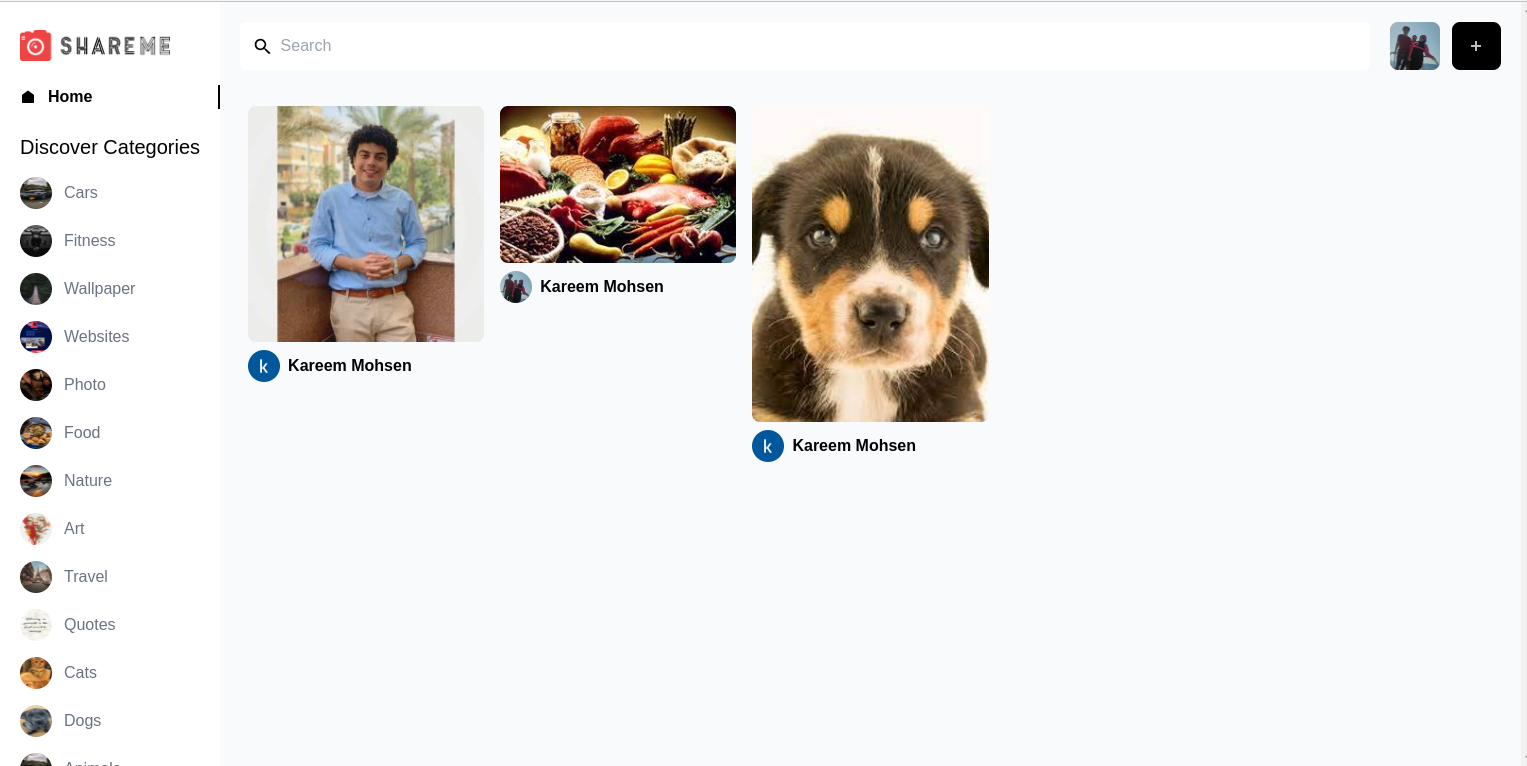 SHAREME
Search
+
Home
Discover Categories
Cars
Fitness
Wallpaper
Websites
Photo
Food
Nature
Art
Travel
Quotes
Cats
Dogs
Kareem Mohsen
k
Kareem Mohsen
k
Kareem Mohsen